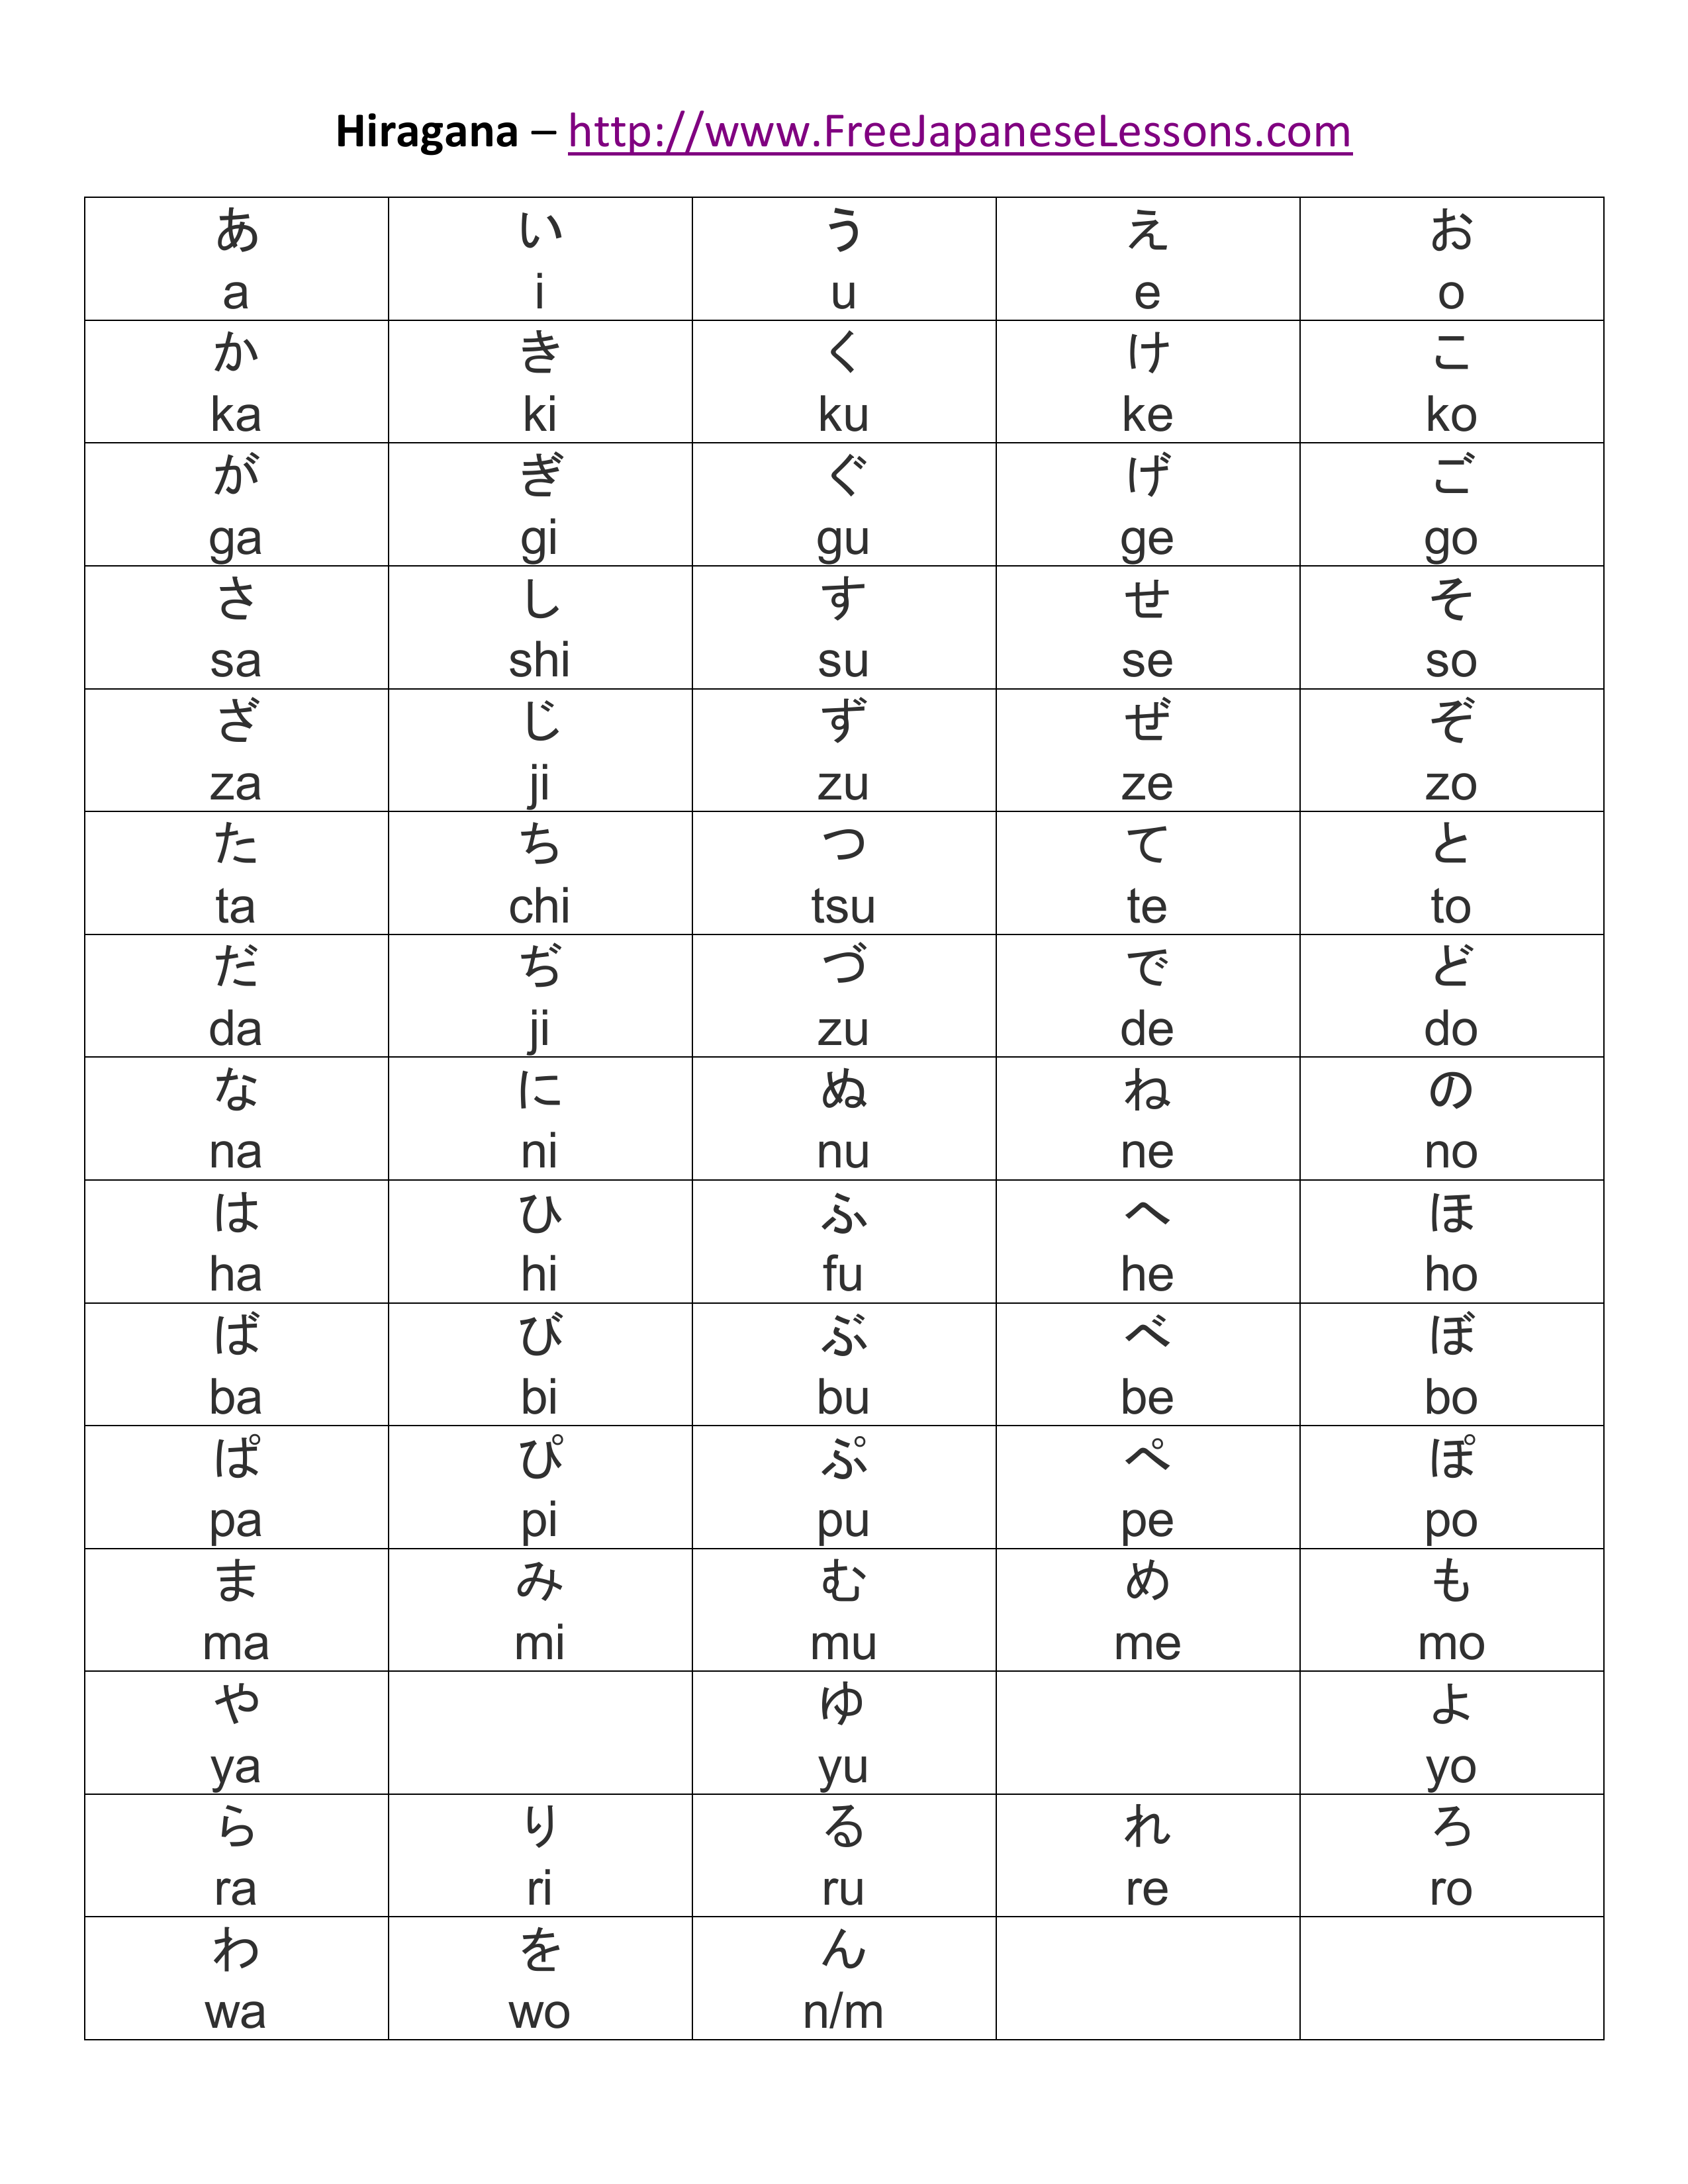 Hiragana – http://www.FreeJapaneseLessons.com
あ い う え お
a i u e o
か き く け こ
ka ki ku ke ko
が ぎ ぐ げ ご
ga gi gu ge go
さ し す せ そ
sa shi su se so
ざ じ ず ぜ ぞ
za ji zu ze zo
た ち つ て と
ta chi tsu te to
だ ぢ づ で ど
da ji zu de do
な に ぬ ね の
na ni nu ne no
は ひ ふ へ ほ
ha hi fu he ho
ば び ぶ べ ぼ
ba bi bu be bo
ぱ ぴ ぷ ぺ ぽ
pa pi pu pe po
ま み む め も
ma mi mu me mo
や ゆ よ
ya yu yo
ら り る れ ろ
ra ri ru re ro
わ を ん
wa wo n/m